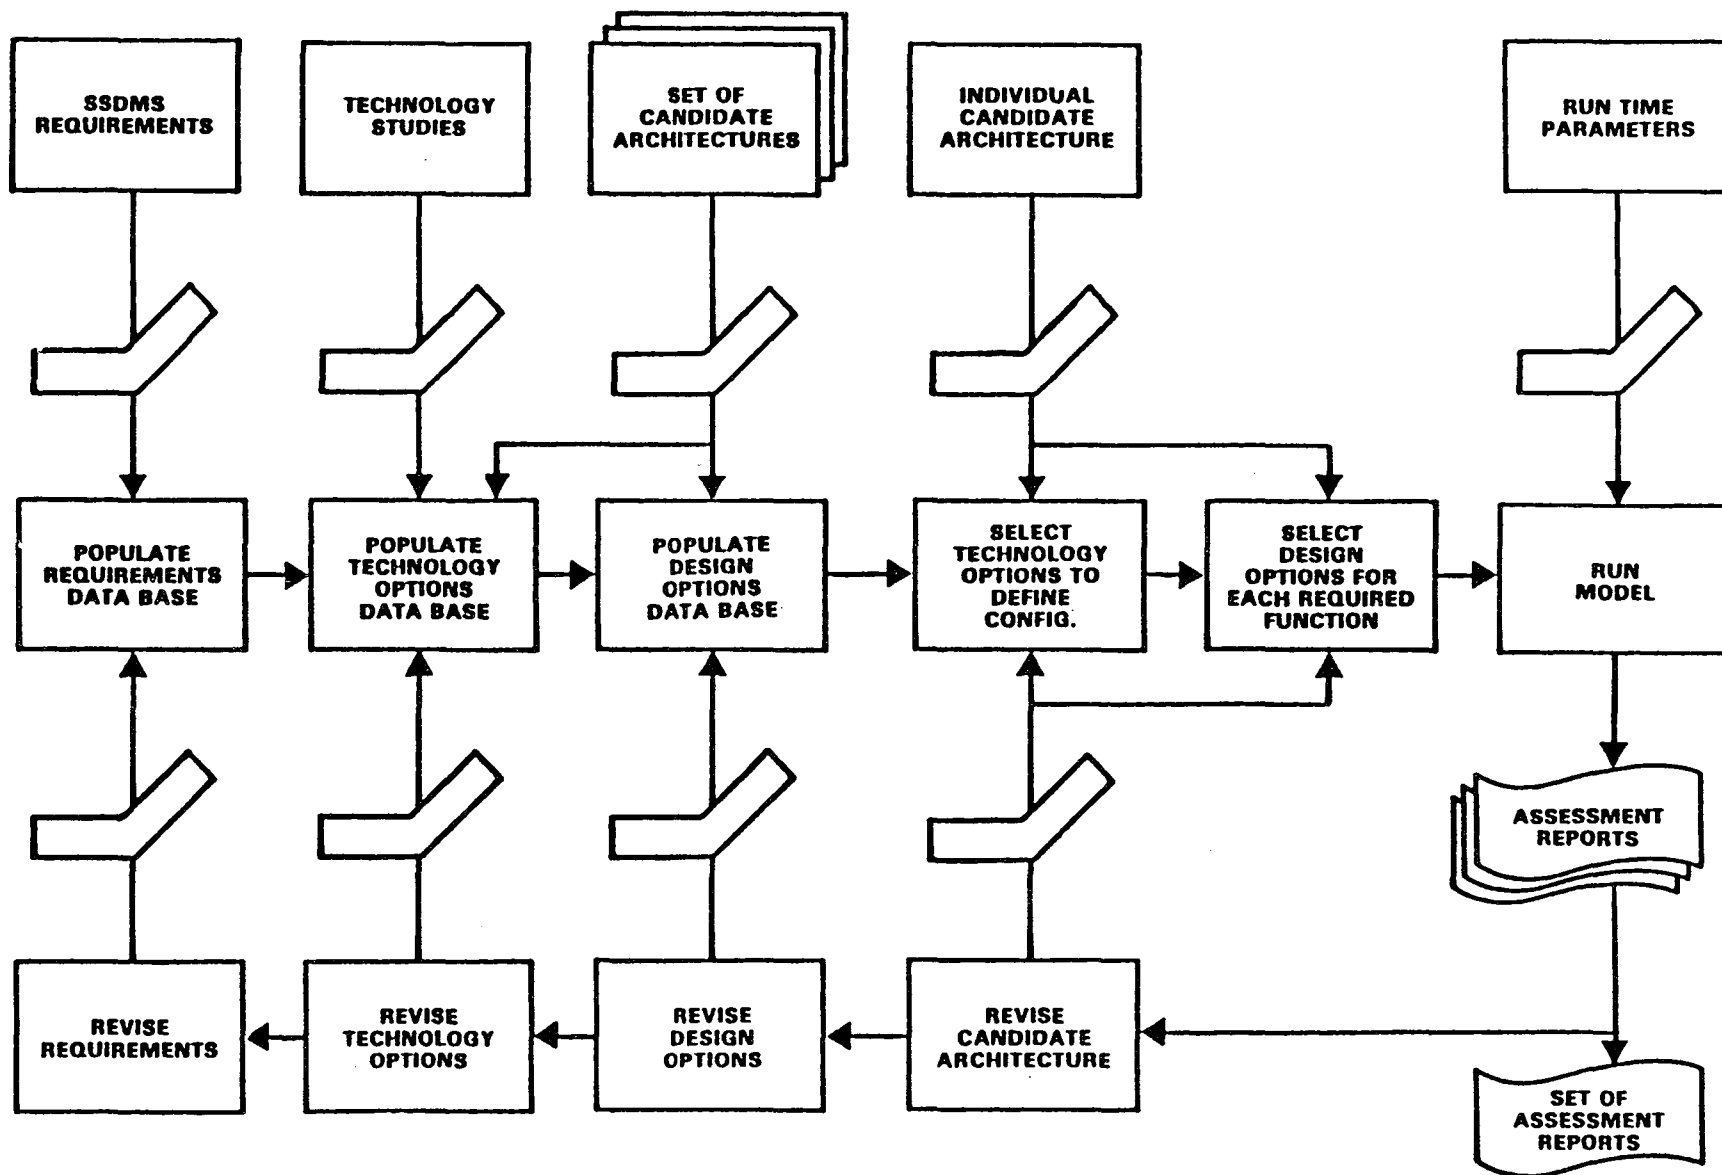 SSDMS
REQUIREMENTS
TECHNOLOGY
STUDIES
SET OF
CANDIDATE
ARCHITECTURES
INDIVIDUAL
CANDIDATE
ARCHITECTURE
RUN TIME
PARAMETERS
POPULATE
REQUIREMENTS
DATA BASE
POPULATE
TECHNOLOGY
OPTIONS
DATA BASE
POPULATE
DESIGN
OPTIONS
DATA BASE
SELECT
TECHNOLOGY
OPTIONS TO
DEFINE
CONFIG.
SELECT
DESIGN
OPTIONS FOR
EACH REQUIRED
FUNCTION
RUN
MODEL
ASSESSMENT
REPORTS
REVISE
REQUIREMENTS
REVISE
TECHNOLOGY
OPTIONS
REVISE
DESIGN
OPTIONS
REVISE
CANDIDATE
ARCHITECTURE
SET OF
ASSESSMENT
REPORTS